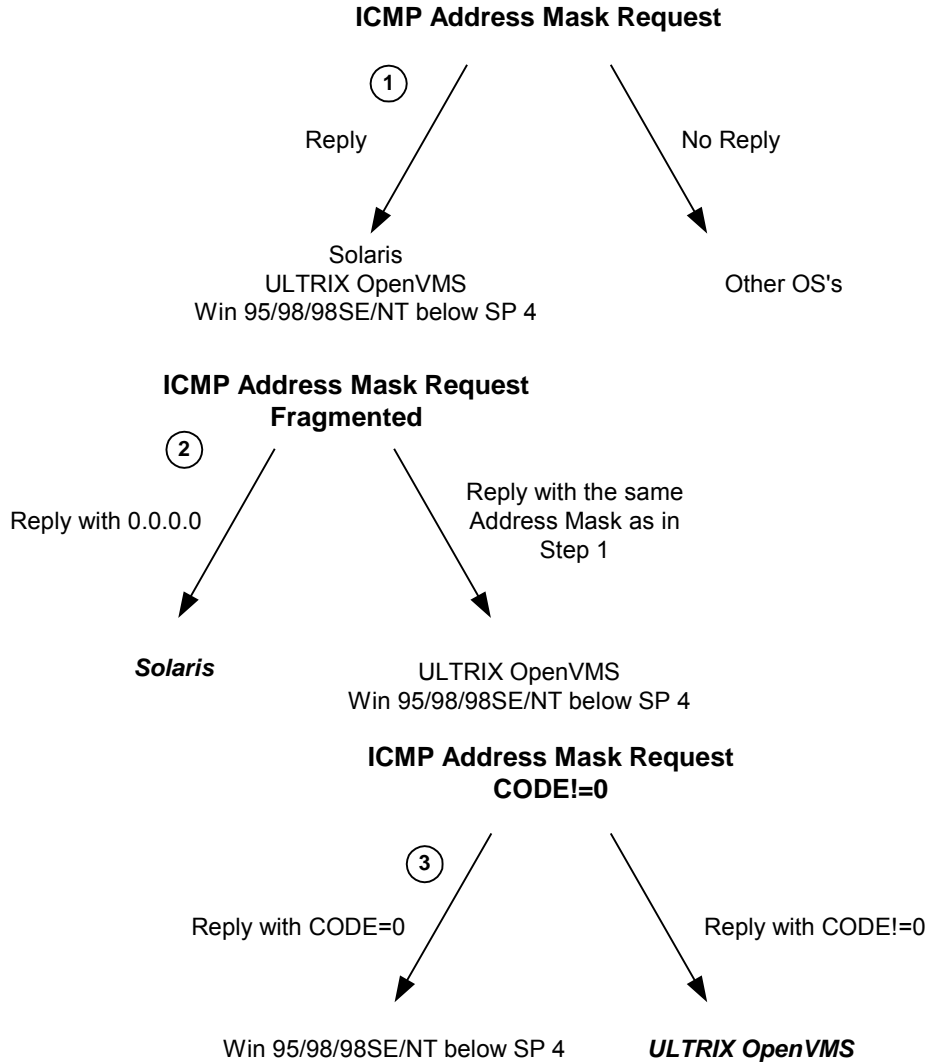 ICMP Address Mask Request
1
Reply
No Reply
Solaris
ULTRIX OpenVMS
Win 95/98/98SE/NT below SP 4
Other OS's
ICMP Address Mask Request
Fragmented
2
Reply with 0.0.0.0
Reply with the same
Address Mask as in
Step 1
Solaris
ULTRIX OpenVMS
Win 95/98/98SE/NT below SP 4
ICMP Address Mask Request
CODE!=0
3
Reply with CODE=0
Reply with CODE!=0
Win 95/98/98SE/NT below SP 4
ULTRIX OpenVMS